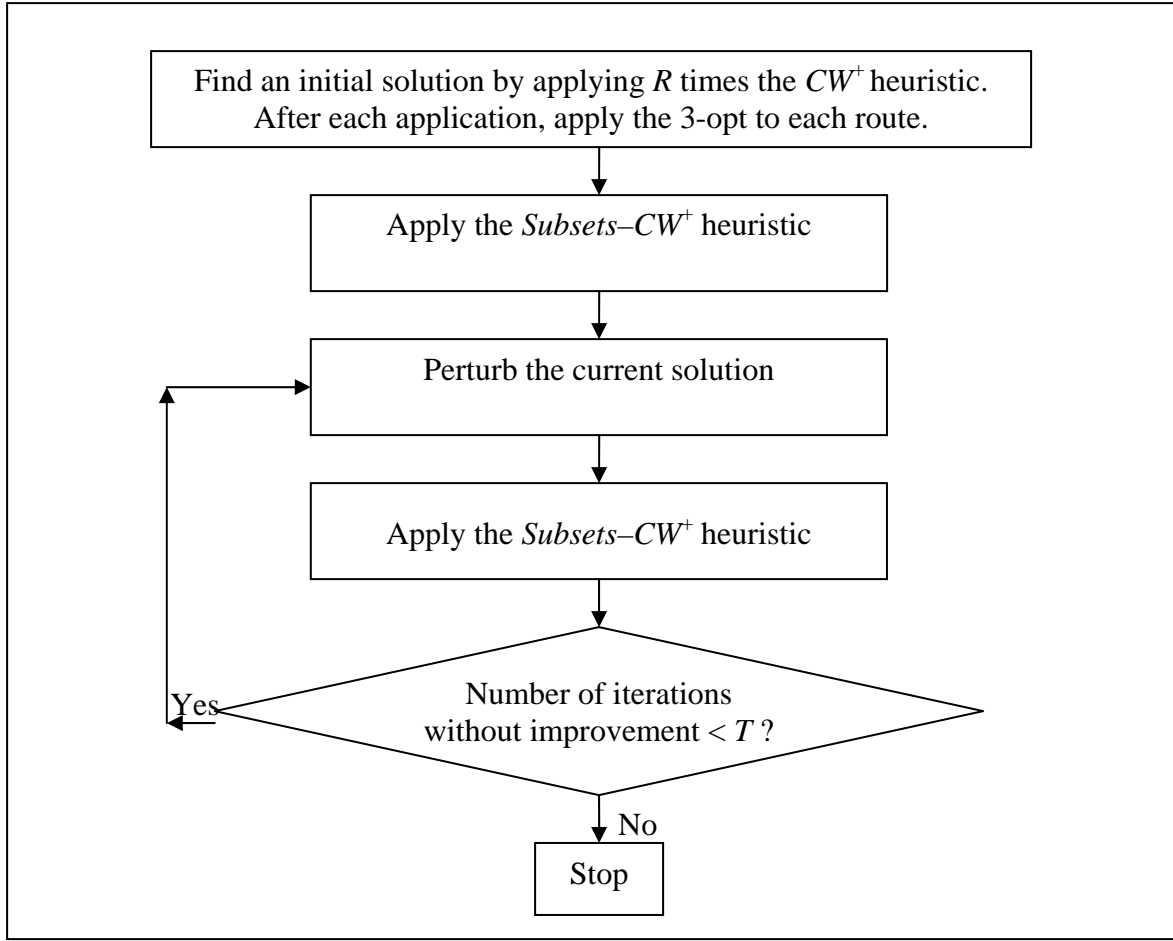 Find an initial solution by applying R times the CW⁺ heuristic.
After each application, apply the 3-opt to each route.
Apply the Subsets–CW⁺ heuristic
Perturb the current solution
Apply the Subsets–CW⁺ heuristic
Number of iterations
without improvement < T ?
Yes
No
Stop